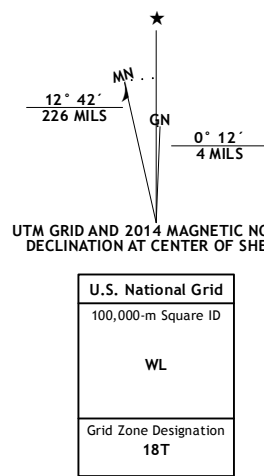 ★
MN
GN
12° 42´
226 MILS
0° 12´
4 MILS
UTM GRID AND 2014 MAGNETIC NO
DECLINATION AT CENTER OF SHE
U.S. National Grid
100,000-m Square ID
WL
Grid Zone Designation
18T